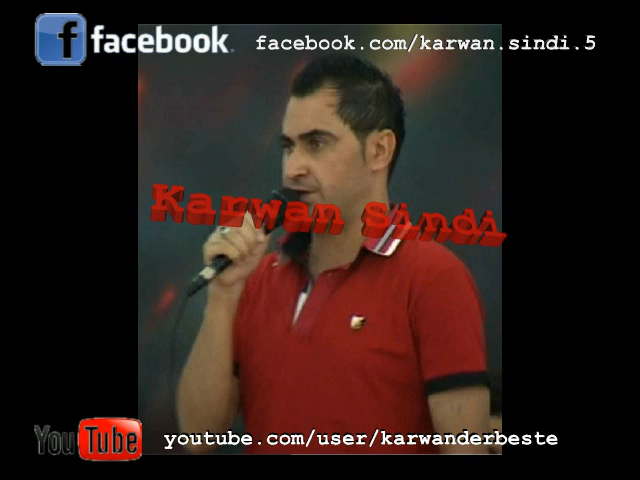 facebook.
facebook.com/karwan.sindi.5
Karwan Sindi
YouTube
youtube.com/user/karwanderbeste